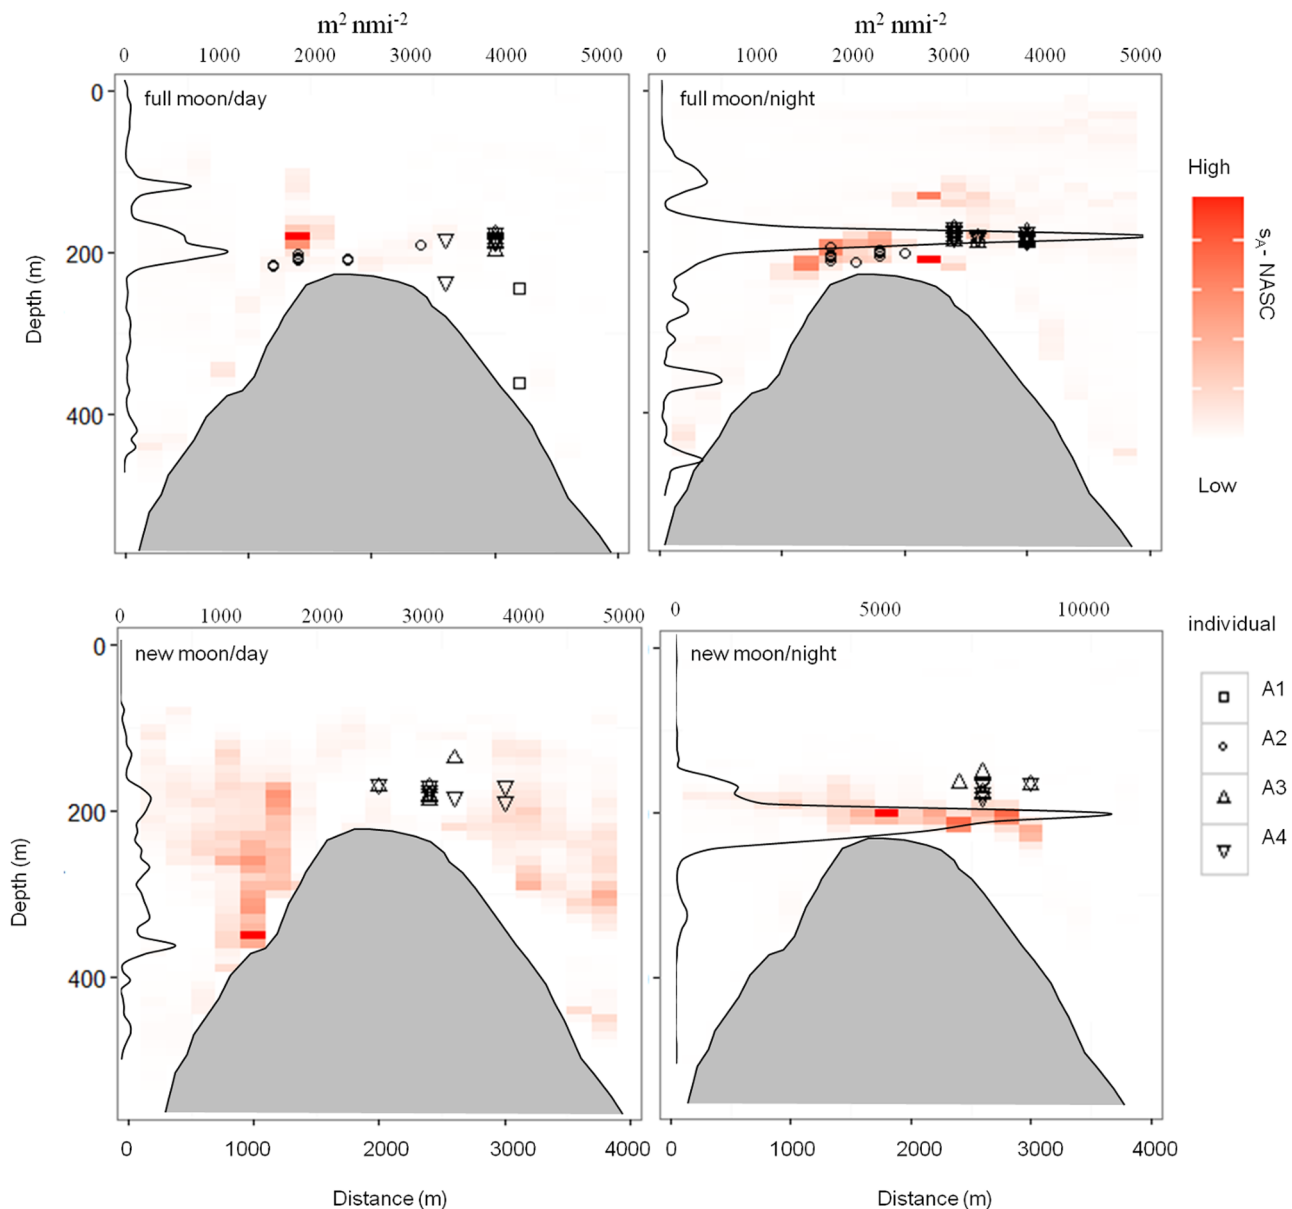 m² nmi⁻² m² nmi⁻²
0 1000 2000 3000 4000 0 1000 2000 3000 4000 5000
full moon/day full moon/night
0
200
400
Depth (m)
High
sA- NASC
Low
0 1000 2000 3000 4000 5000 0 5000 10000
new moon/day new moon/night
0
200
400
Depth (m)
individual
A1
A2
A3
A4
0 1000 2000 3000 4000 0 1000 2000 3000 4000
Distance (m) Distance (m)